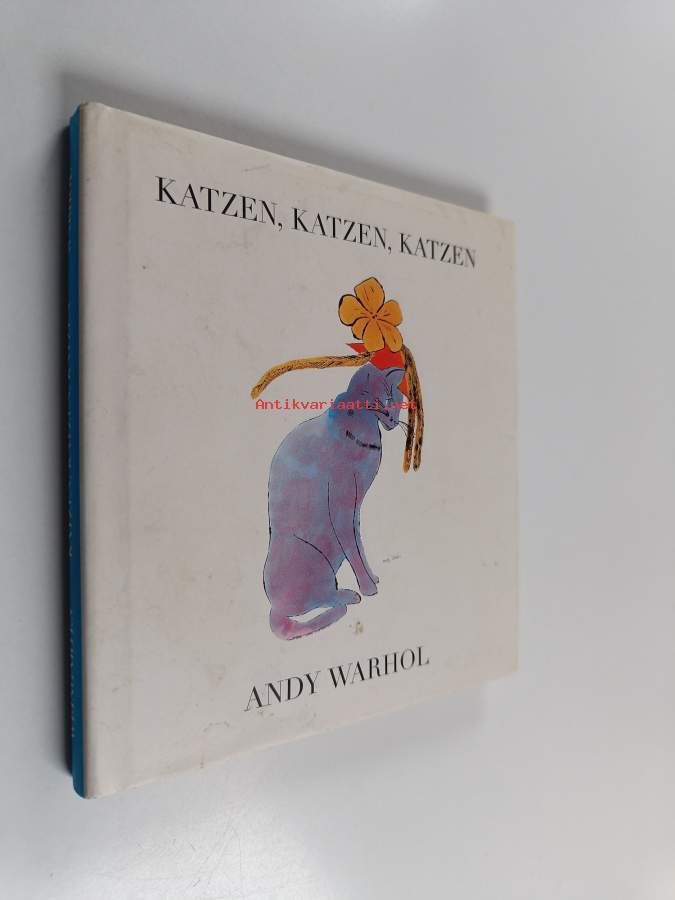 KATZEN, KATZEN, KATZEN
Antikvariaatti.net
ANDY WARHOL